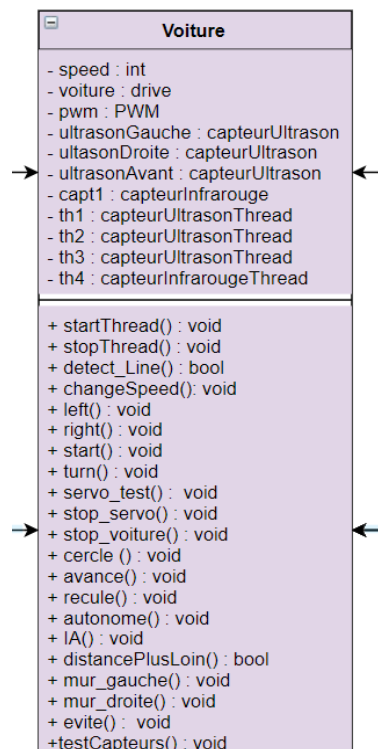 Voiture
- speed : int
- voiture : drive
- pwm : PWM
- ultrasonGauche : capteurUltrason
- ultasonDroite : capteurUltrason
- ultrasonAvant : capteurUltrason
- capt1 : capteurInfrarouge
- th1 : capteurUltrasonThread
- th2 : capteurUltrasonThread
- th3 : capteurUltrasonThread
- th4 : capteurInfrarougeThread
+ startThread() : void
+ stopThread() : void
+ detect_Line() : bool
+ changeSpeed(): void
+ left() : void
+ right() : void
+ start() : void
+ turn() : void
+ servo_test() :  void
+ stop_servo() : void
+ stop_voiture() : void
+ cercle () : void
+ avance() : void
+ recule() : void
+ autonome() : void
+ IA() : void
+ distancePlusLoin() : bool
+ mur_gauche() : void
+ mur_droite() : void
+ evite() :  void
+testCapteurs() : void